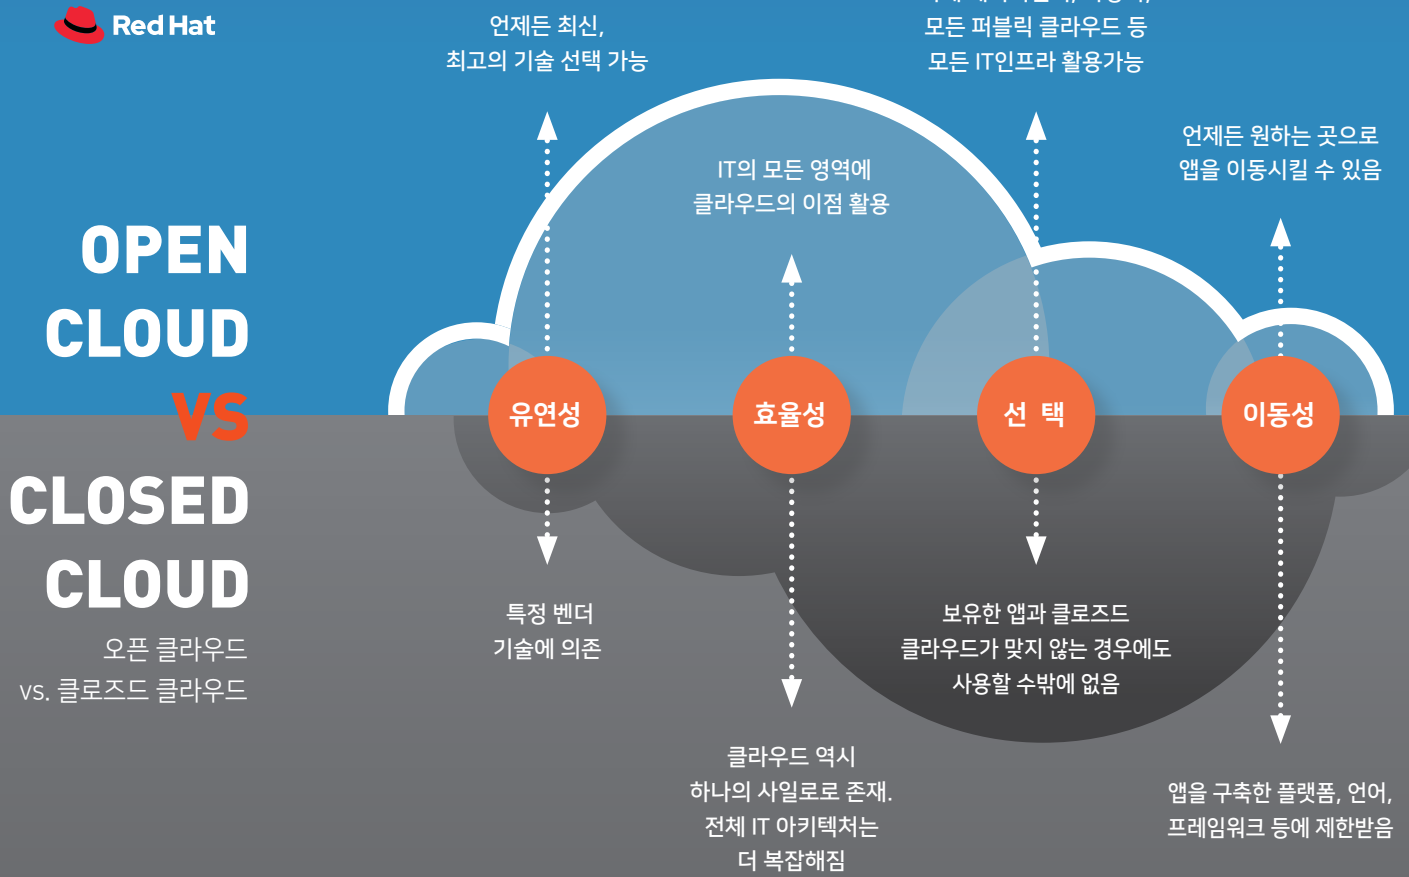 Red Hat
언제든 최신,
최고의 기술 선택 가능
모든 퍼블릭 클라우드 등
모든 IT인프라 활용가능
언제든 원하는 곳으로
앱을 이동시킬 수 있음
IT의 모든 영역에
클라우드의 이점 활용
OPEN
CLOUD
VS
CLOSED
CLOUD
오픈 클라우드
vs. 클로즈드 클라우드
유연성
효율성
선 택
이동성
특정 벤더
기술에 의존
클라우드 역시
하나의 사일로로 존재.
전체 IT 아키텍처는
더 복잡해짐
보유한 앱과 클로즈드
클라우드가 맞지 않는 경우에도
사용할 수밖에 없음
앱을 구축한 플랫폼, 언어,
프레임워크 등에 제한받음